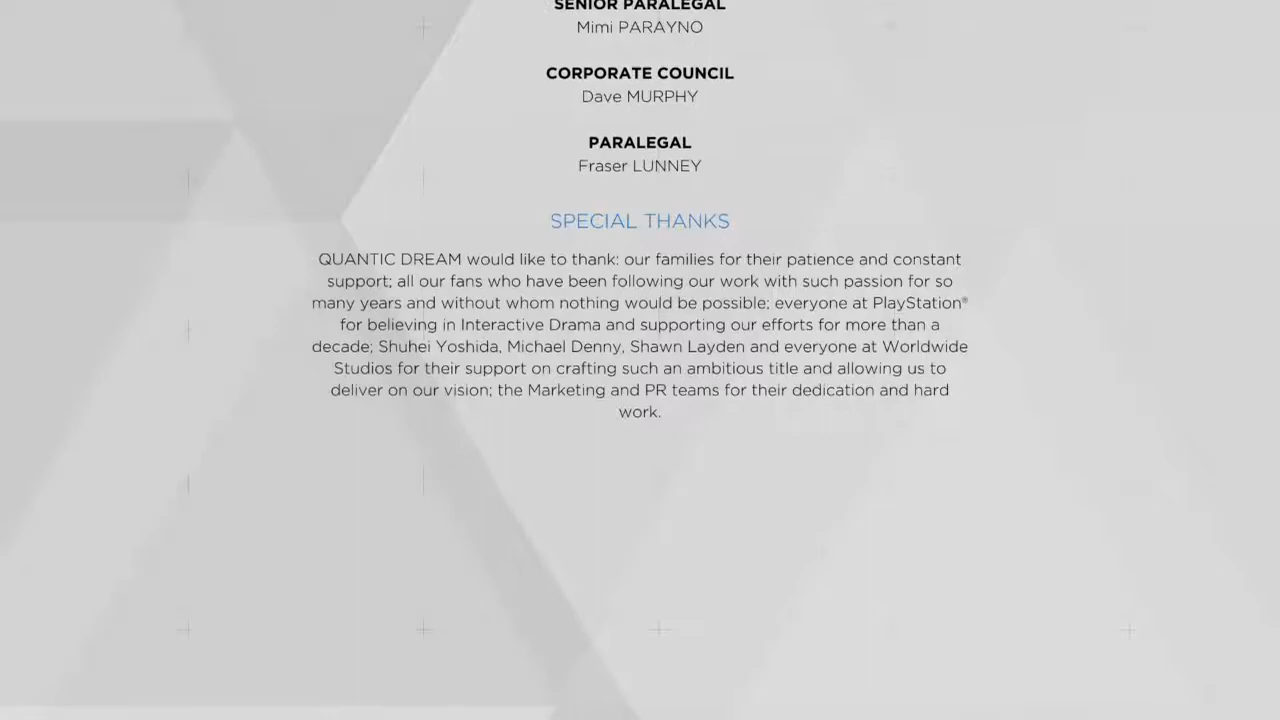 SENIOR PARALEGAL
Mimi PARAYNO
CORPORATE COUNCIL
Dave MURPHY
PARALEGAL
Fraser LUNNEY
SPECIAL THANKS
QUANTIC DREAM would like to thank: our families for their patience and constant
support; all our fans who have been following our work with such passion for so
many years and without whom nothing would be possible; everyone at PlayStation®
for believing in Interactive Drama and supporting our efforts for more than a
decade; Shuhei Yoshida, Michael Denny, Shawn Layden and everyone at Worldwide
Studios for their support on crafting such an ambitious title and allowing us to
deliver on our vision; the Marketing and PR teams for their dedication and hard
work.